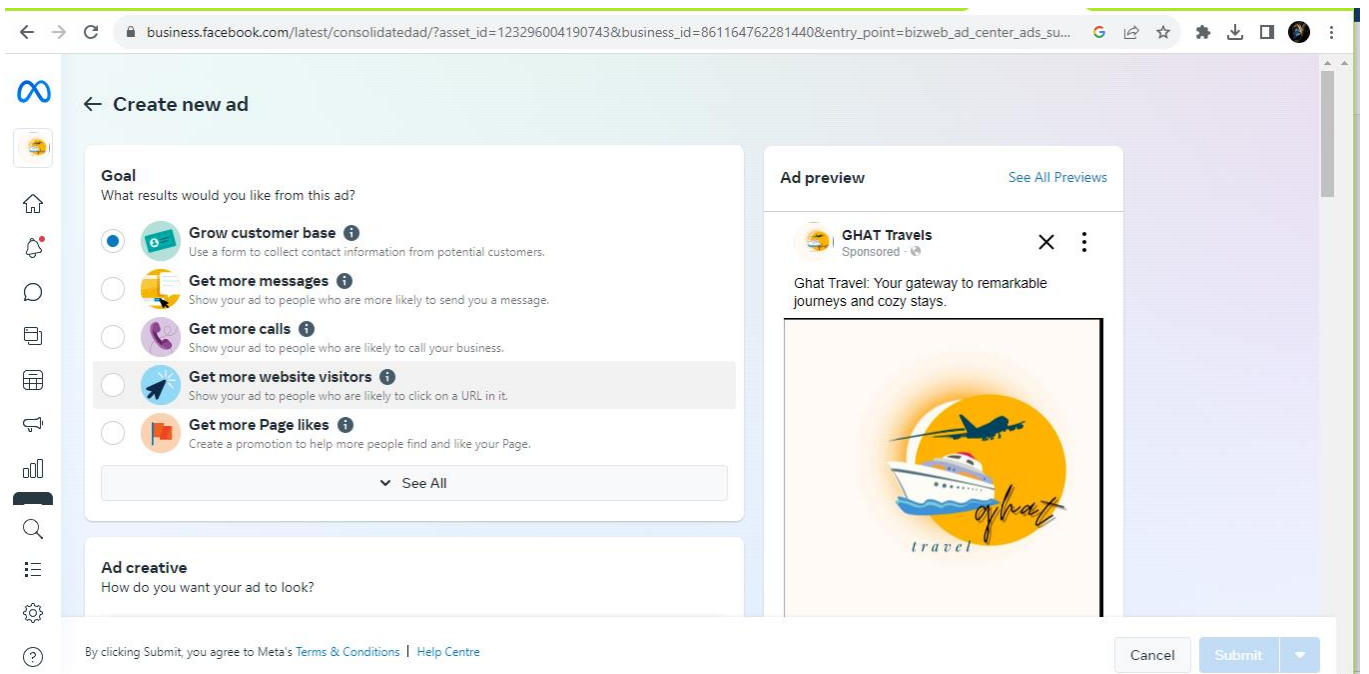 business.facebook.com/latest/consolidatedad/?asset_id=123296004190743&business_id=861164762281440&entry_point=bizweb_ad_center_ads_su...
Create new ad
Goal
What results would you like from this ad?
Grow customer base
Use a form to collect contact information from potential customers.
Get more messages
Show your ad to people who are more likely to send you a message.
Get more calls
Show your ad to people who are likely to call your business.
Get more website visitors
Show your ad to people who are likely to click on a URL in it.
Get more Page likes
Create a promotion to help more people find and like your Page.
See All
Ad creative
How do you want your ad to look?
Ad preview
See All Previews
GHAT Travels
Sponsored ·
Ghat Travel: Your gateway to remarkable
journeys and cozy stays.
ghat
travel
By clicking Submit, you agree to Meta's Terms & Conditions | Help Centre
Cancel
Submit